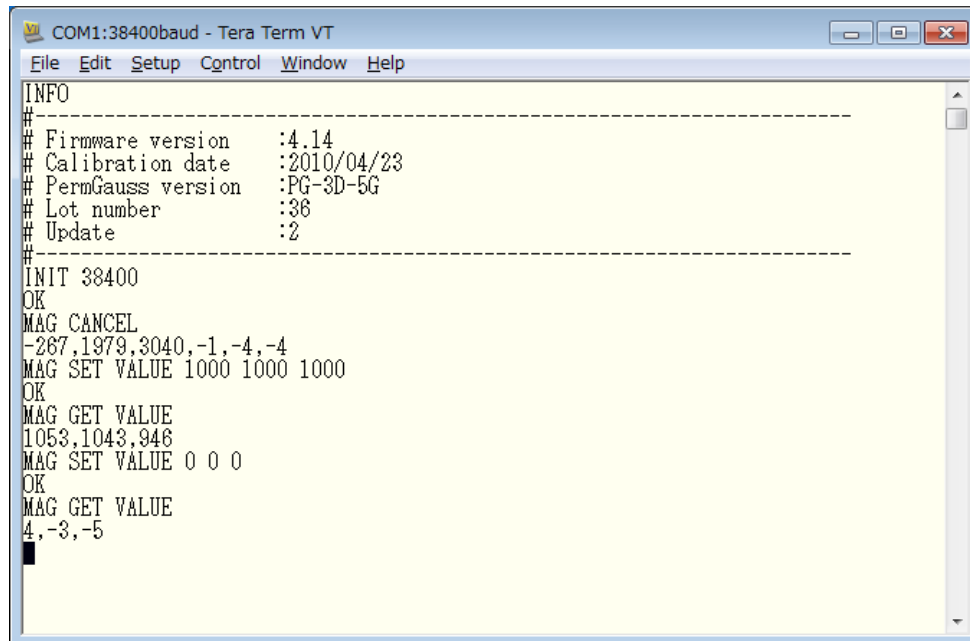 COM1:38400baud - Tera Term VT
File Edit Setup Control Window Help
INFO
#----------------------------------------------------------------------
# Firmware version     :4.14
# Calibration date     :2010/04/23
# PermGauss version    :PG-3D-5G
# Lot number           :36
# Update               :2
#----------------------------------------------------------------------
INIT 38400
OK
MAG CANCEL
-267,1979,3040,-1,-4,-4
MAG SET VALUE 1000 1000 1000
OK
MAG GET VALUE
1053,1043,946
MAG SET VALUE 0 0 0
OK
MAG GET VALUE
4,-3,-5